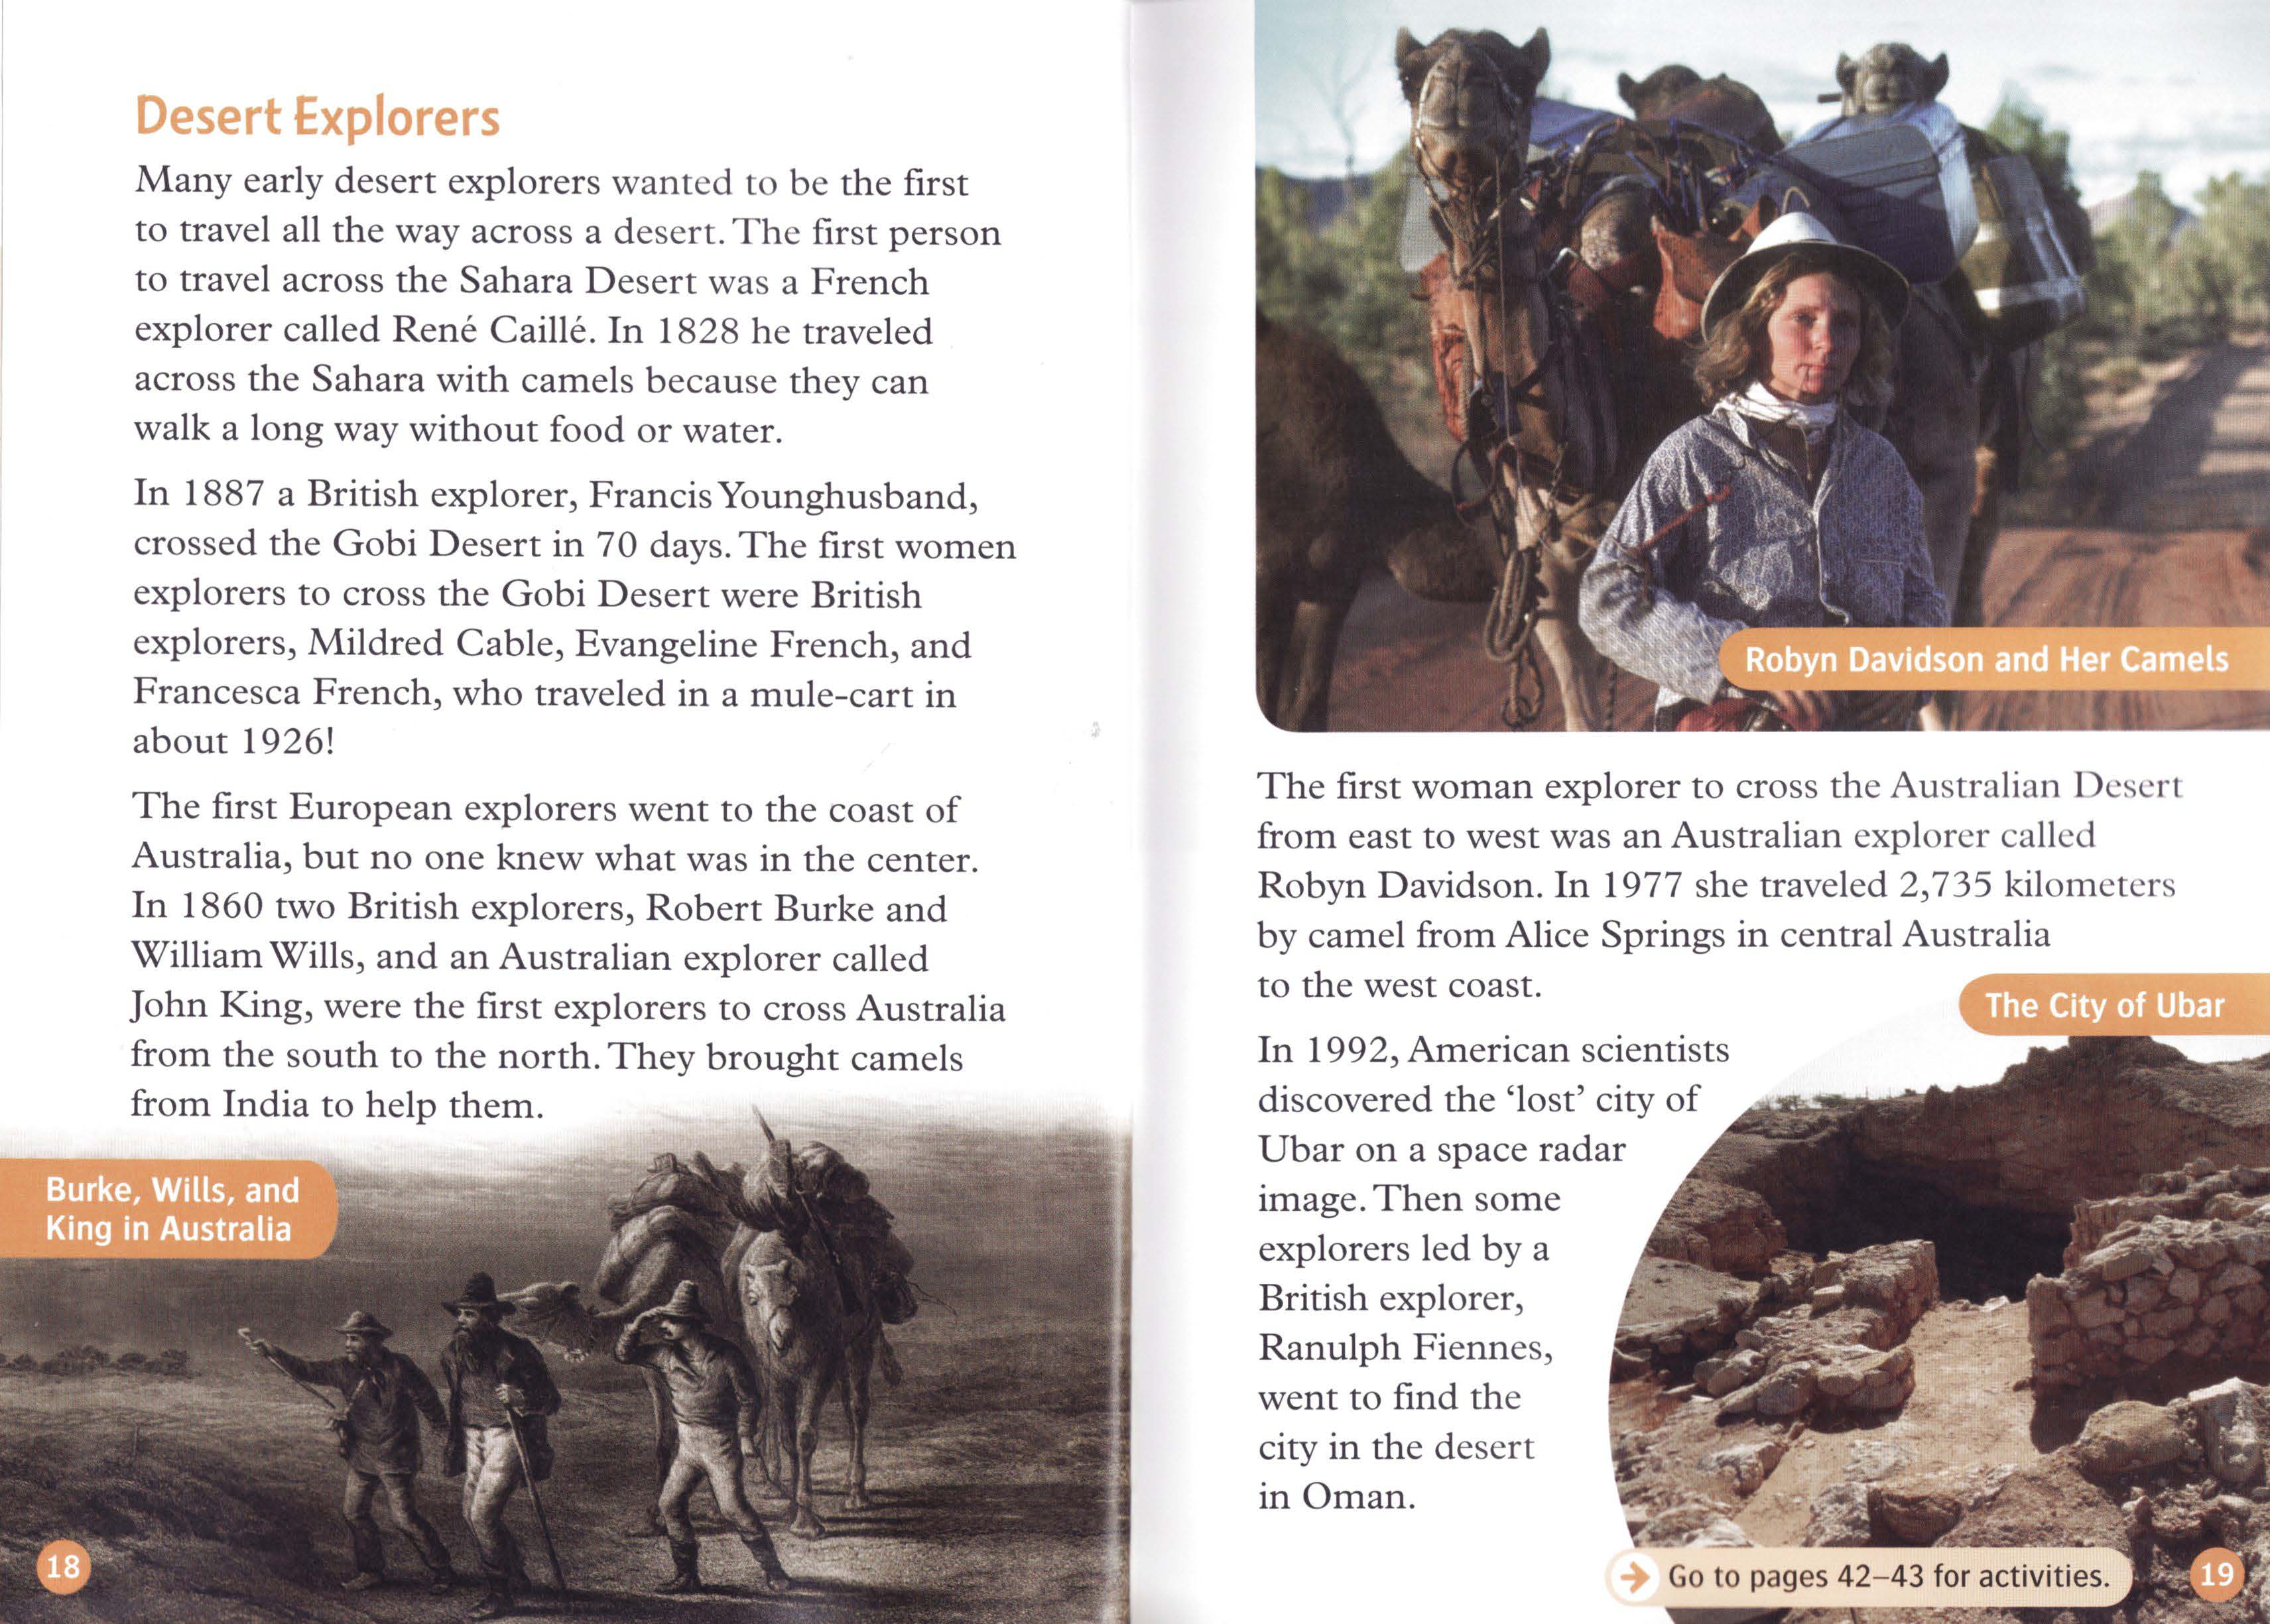 Desert Explorers
Many early desert explorers wanted to be the first
to travel all the way across a desert. The first person
to travel across the Sahara Desert was a French
explorer called René Caillé. In 1828 he traveled
across the Sahara with camels because they can
walk a long way without food or water.
In 1887 a British explorer, Francis Younghusband,
crossed the Gobi Desert in 70 days. The first women
explorers to cross the Gobi Desert were British
explorers, Mildred Cable, Evangeline French, and
Francesca French, who traveled in a mule-cart in
about 1926!
The first European explorers went to the coast of
Australia, but no one knew what was in the center.
In 1860 two British explorers, Robert Burke and
William Wills, and an Australian explorer called
John King, were the first explorers to cross Australia
from the south to the north. They brought camels
from India to help them.
Burke, Wills, and
King in Australia
18
Robyn Davidson and Her Camels
The first woman explorer to cross the Australian Desert
from east to west was an Australian explorer called
Robyn Davidson. In 1977 she traveled 2,735 kilometers
by camel from Alice Springs in central Australia
to the west coast.
The City of Ubar
In 1992, American scientists
discovered the ‘lost’ city of
Ubar on a space radar
image. Then some
explorers led by a
British explorer,
Ranulph Fiennes,
went to find the
city in the desert
in Oman.
Go to pages 42–43 for activities.
19